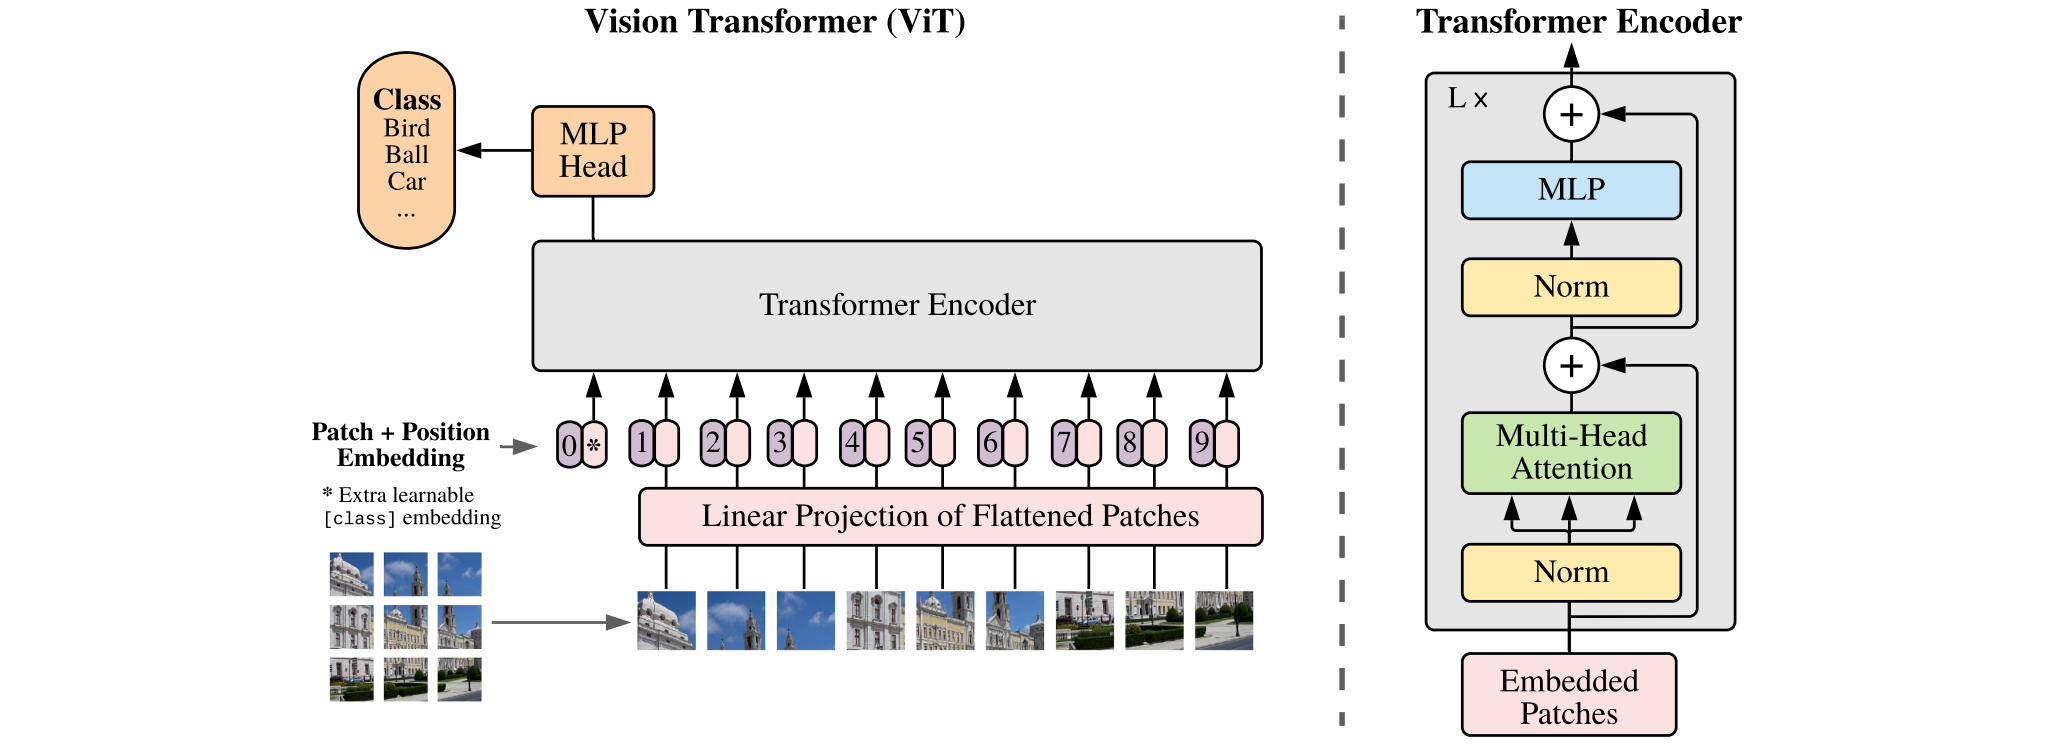 Vision Transformer (ViT)
Class
Bird
Ball
Car
...
MLP
Head
Transformer Encoder
Patch + Position
Embedding
0 * 1 2 3 4 5 6 7 8 9
* Extra learnable
[class] embedding
Linear Projection of Flattened Patches
Transformer Encoder
L ×
+
MLP
Norm
+
Multi-Head
Attention
Norm
Embedded
Patches